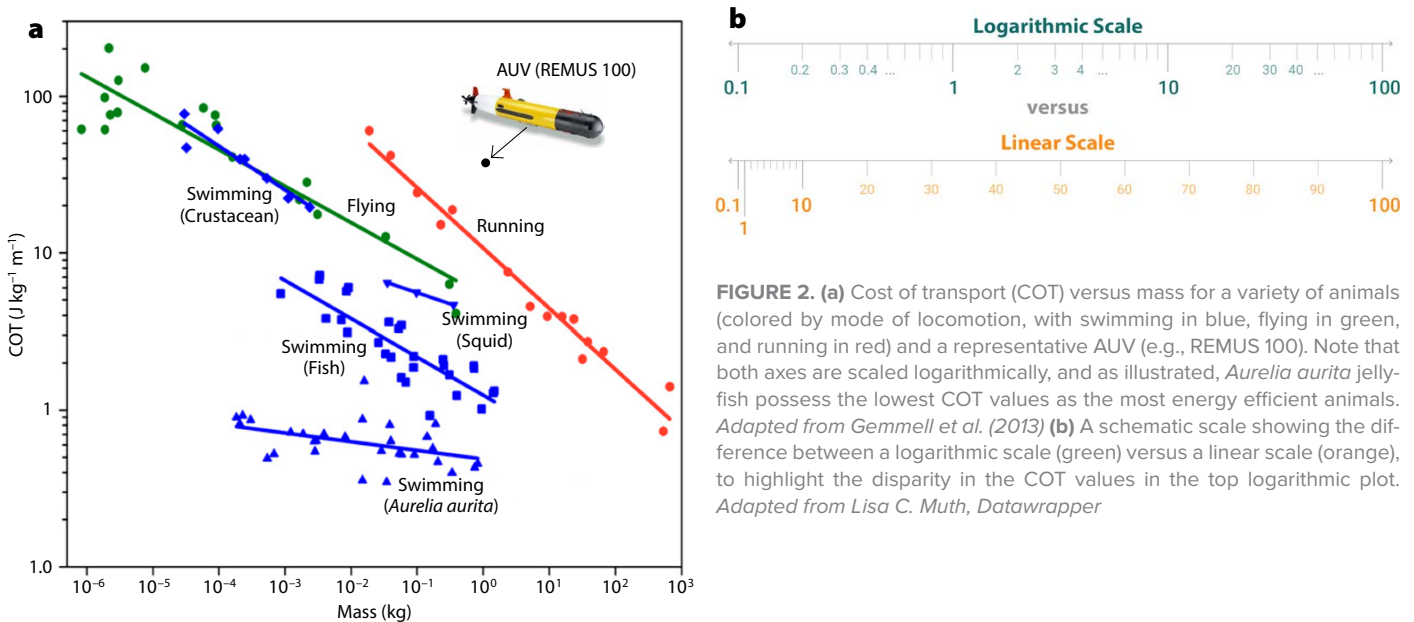 a
AUV (REMUS 100)
100
10
1
1.0
COT (J kg⁻¹ m⁻¹)
Swimming
(Crustacean)
Flying
Running
Swimming
(Squid)
Swimming
(Fish)
Swimming
(Aurelia aurita)
10⁻⁶ 10⁻⁵ 10⁻⁴ 10⁻³ 10⁻² 10⁻¹ 10⁰ 10¹ 10² 10³
Mass (kg)
b
Logarithmic Scale
0.2 0.3 0.4 ... 2 3 4 ... 20 30 40 ...
0.1 1 10 100
versus
Linear Scale
20 30 40 50 60 70 80 90
0.1 10 100
1
FIGURE 2. (a) Cost of transport (COT) versus mass for a variety of animals
(colored by mode of locomotion, with swimming in blue, flying in green,
and running in red) and a representative AUV (e.g., REMUS 100). Note that
both axes are scaled logarithmically, and as illustrated, Aurelia aurita jelly-
fish possess the lowest COT values as the most energy efficient animals.
Adapted from Gemmell et al. (2013) (b) A schematic scale showing the dif-
ference between a logarithmic scale (green) versus a linear scale (orange),
to highlight the disparity in the COT values in the top logarithmic plot.
Adapted from Lisa C. Muth, Datawrapper